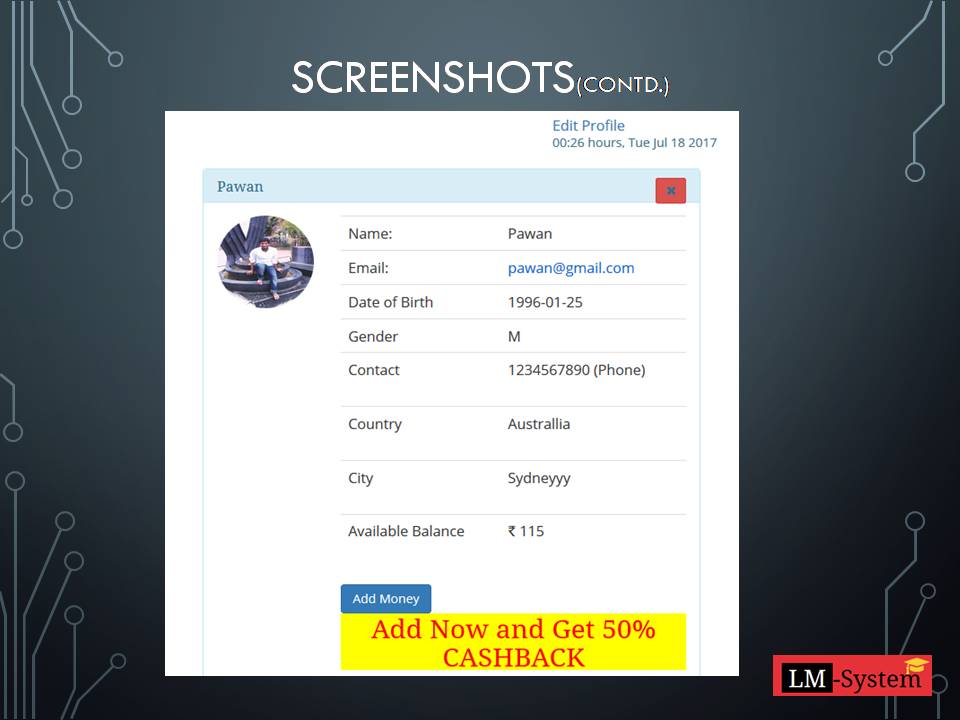 SCREENSHOTS(CONTD.)
Edit Profile
00:26 hours, Tue Jul 18 2017
Pawan
Name: Pawan
Email: pawan@gmail.com
Date of Birth 1996-01-25
Gender M
Contact 1234567890 (Phone)
Country Australlia
City Sydneyyy
Available Balance ₹ 115
Add Money
Add Now and Get 50%
CASHBACK
LM-System